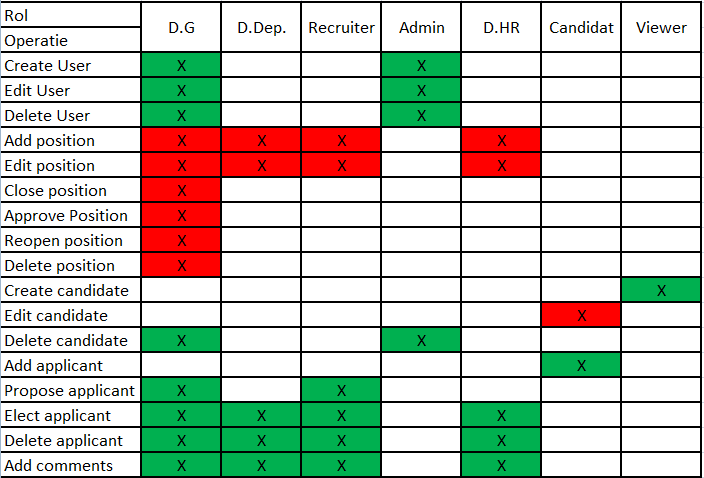 Rol D.G D.Dep. Recruiter Admin D.HR Candidat Viewer
Operatie
Create User X X
Edit User X X
Delete User X X
Add position X X X X
Edit position X X X X
Close position X
Approve Position X
Reopen position X
Delete position X
Create candidate X
Edit candidate X
Delete candidate X X
Add applicant X
Propose applicant X X
Elect applicant X X X X
Delete applicant X X X X
Add comments X X X X